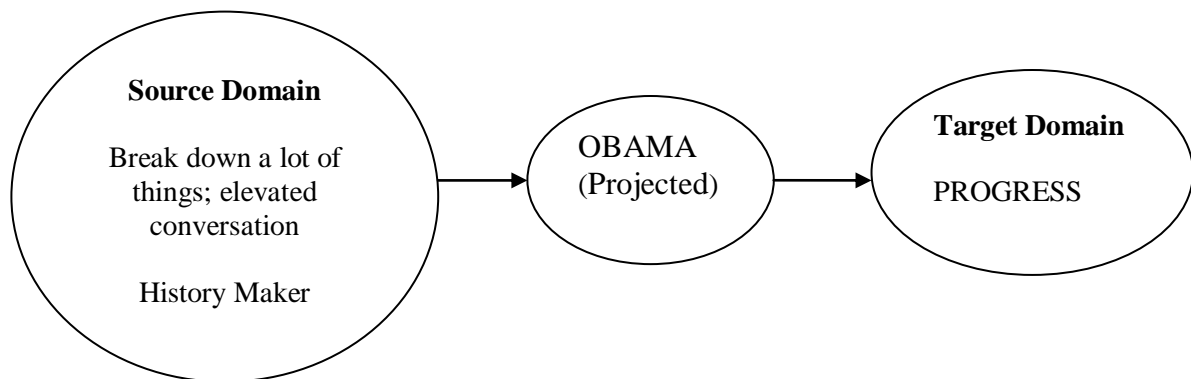 Source Domain
Break down a lot of
things; elevated
conversation
History Maker
OBAMA
(Projected)
Target Domain
PROGRESS